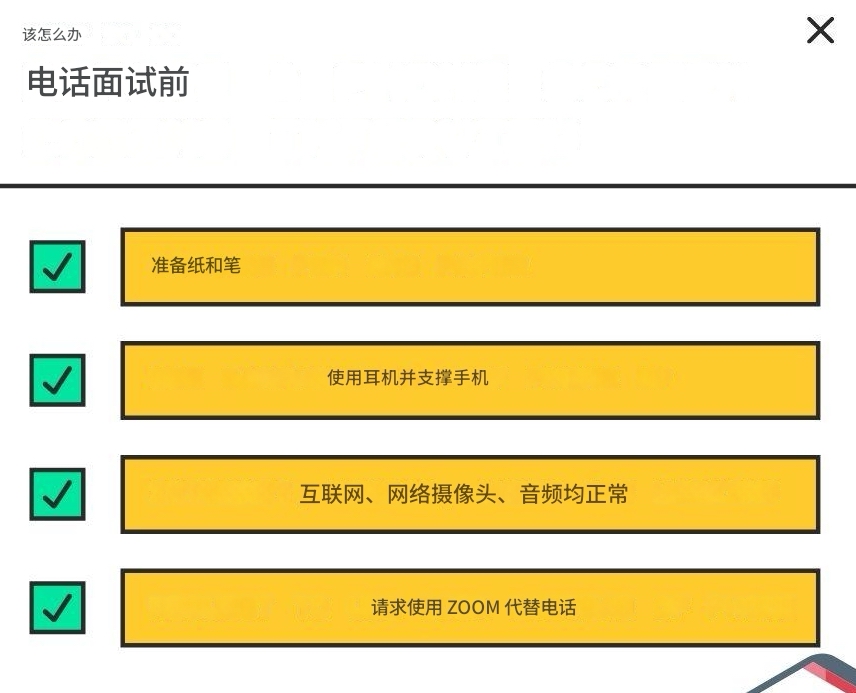 该怎么办
电话面试前
准备纸和笔
使用耳机并支撑手机
互联网、网络摄像头、音频均正常
请求使用 ZOOM 代替电话